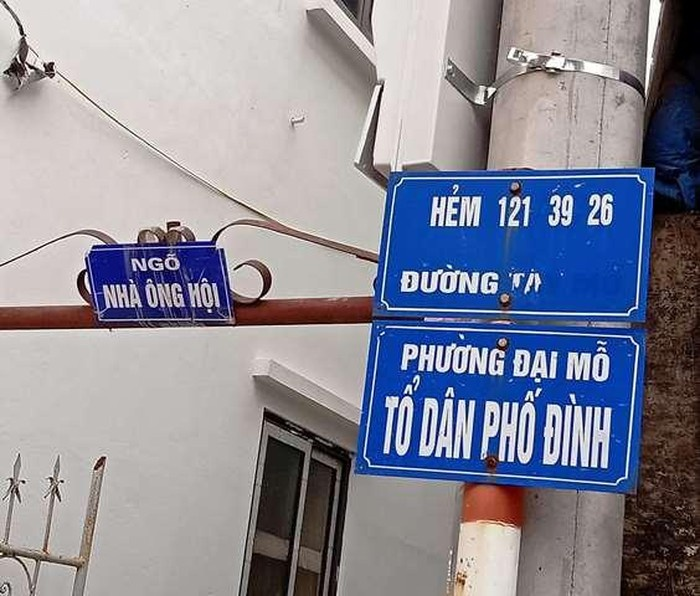 NGÕ
NHÀ ÔNG HỘI
HẺM 121 39 26
ĐƯỜNG
PHƯỜNG ĐẠI MỖ
TỔ DÂN PHỐ ĐÌNH